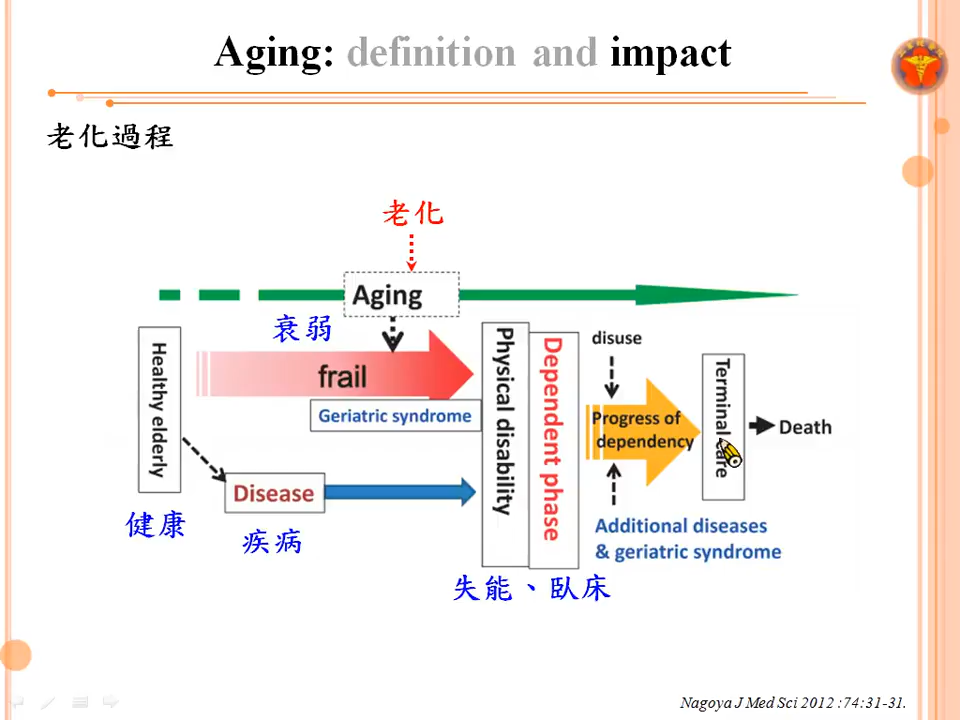 Aging: definition and impact
老化過程
老化
Aging
衰弱
frail
Geriatric syndrome
Healthy elderly
健康
Disease
疾病
Physical disability
Dependent phase
失能、臥床
disuse
Progress of
dependency
Additional diseases
& geriatric syndrome
Terminal care
Death
Nagoya J Med Sci 2012 :74:31-31.